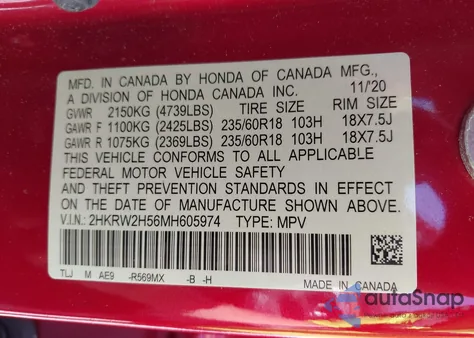 MFD. IN CANADA BY HONDA OF CANADA MFG.,
A DIVISION OF HONDA CANADA INC. 11/20
GVWR 2150KG (4739LBS) TIRE SIZE RIM SIZE
GAWR F 1100KG (2425LBS) 235/60R18 103H 18X7.5J
GAWR R 1075KG (2369LBS) 235/60R18 103H 18X7.5J
THIS VEHICLE CONFORMS TO ALL APPLICABLE
FEDERAL MOTOR VEHICLE SAFETY
AND THEFT PREVENTION STANDARDS IN EFFECT
ON THE DATE OF MANUFACTURE SHOWN ABOVE.
V.I.N.: 2HKRW2H56MH605974 TYPE: MPV
TLJ M AE9 -R569MX -B -H
MADE IN CANADA
autoSnap